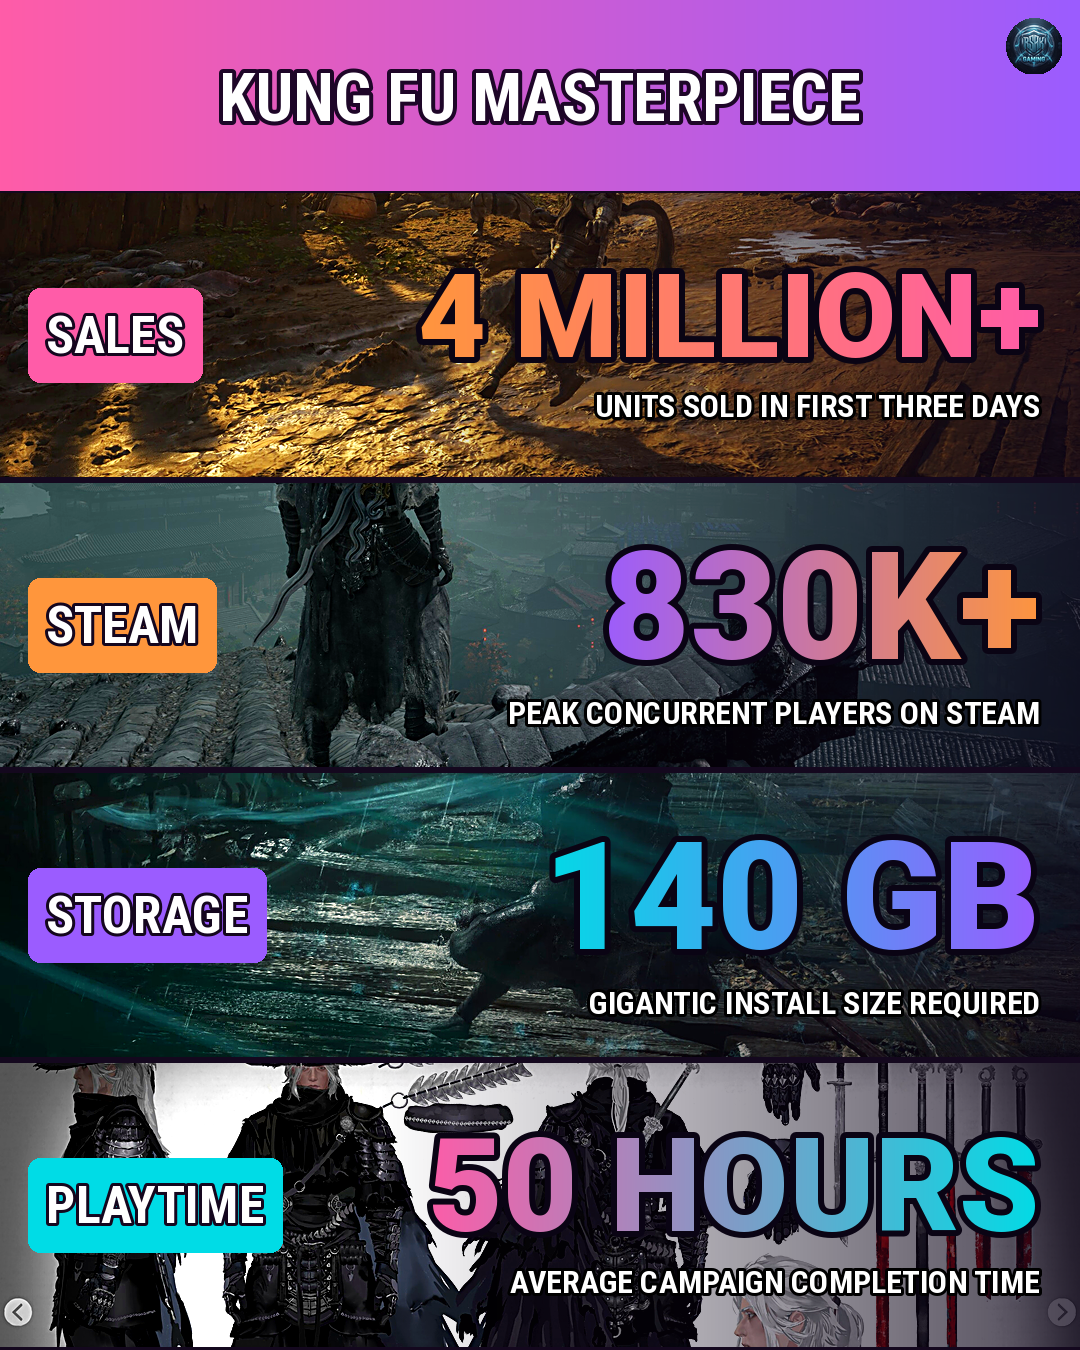 KUNG FU MASTERPIECE
GAMING
SALES
4 MILLION+
UNITS SOLD IN FIRST THREE DAYS
STEAM
830K+
PEAK CONCURRENT PLAYERS ON STEAM
STORAGE
140 GB
GIGANTIC INSTALL SIZE REQUIRED
PLAYTIME
50 HOURS
AVERAGE CAMPAIGN COMPLETION TIME